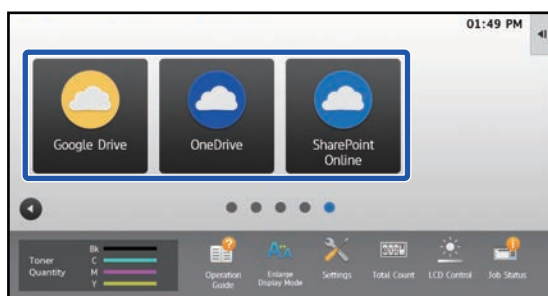 01:49 PM
Google Drive
OneDrive
SharePoint
Online
Toner
Quantity
Bk
C
M
Y
Operation
Guide
Enlarge
Display Mode
Settings
Total Count
LCD Control
Job Status